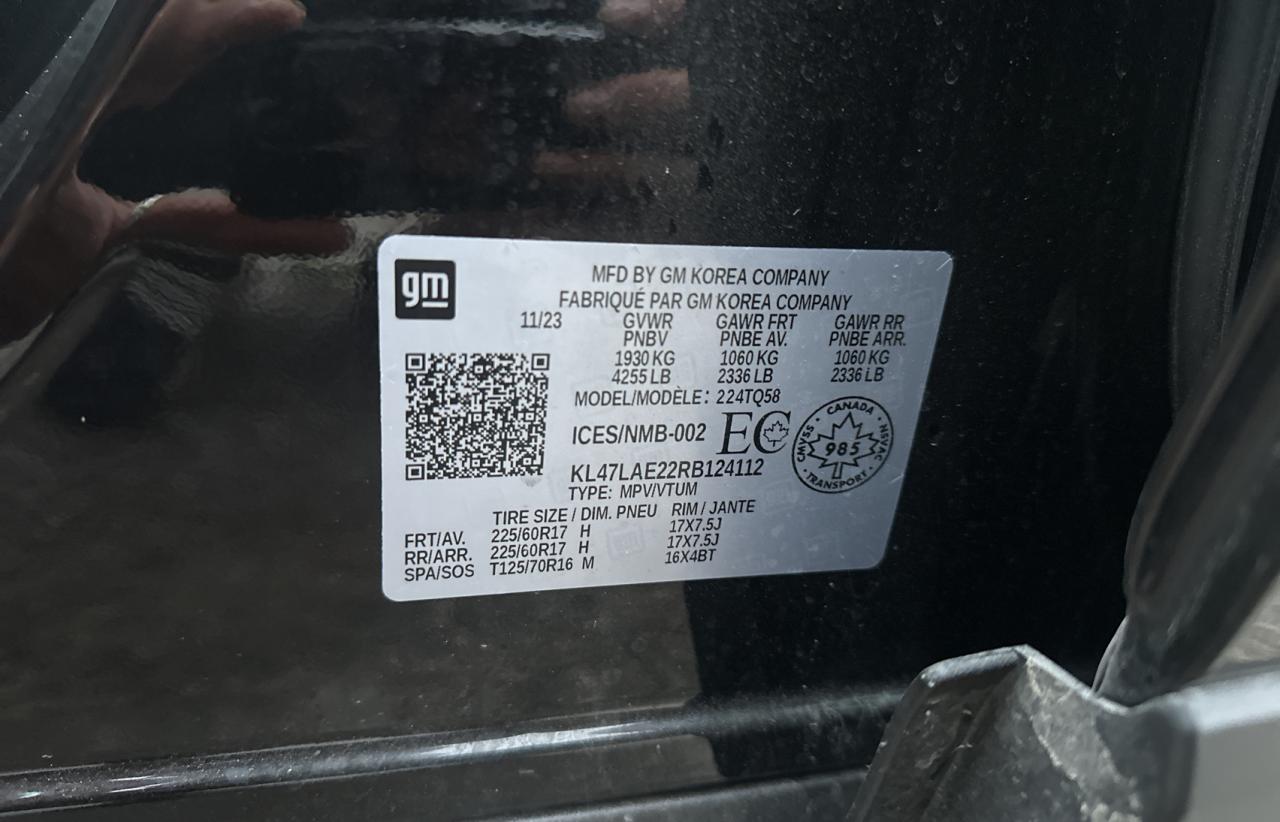 gm
MFD BY GM KOREA COMPANY
FABRIQUÉ PAR GM KOREA COMPANY
11/23 GVWR GAWR FRT GAWR RR
PNBV PNBE AV. PNBE ARR.
1930 KG 1060 KG 1060 KG
4255 LB 2336 LB 2336 LB
MODEL/MODÈLE: 224TQ58
ICES/NMB-002 EC
CANADA
CMVSS 985 NSVAC
TRANSPORT
KL47LAE22RB124112
TYPE: MPV/VTUM
TIRE SIZE / DIM. PNEU RIM / JANTE
FRT/AV. 225/60R17 H 17X7.5J
RR/ARR. 225/60R17 H 17X7.5J
SPA/SOS T125/70R16 M 16X4BT